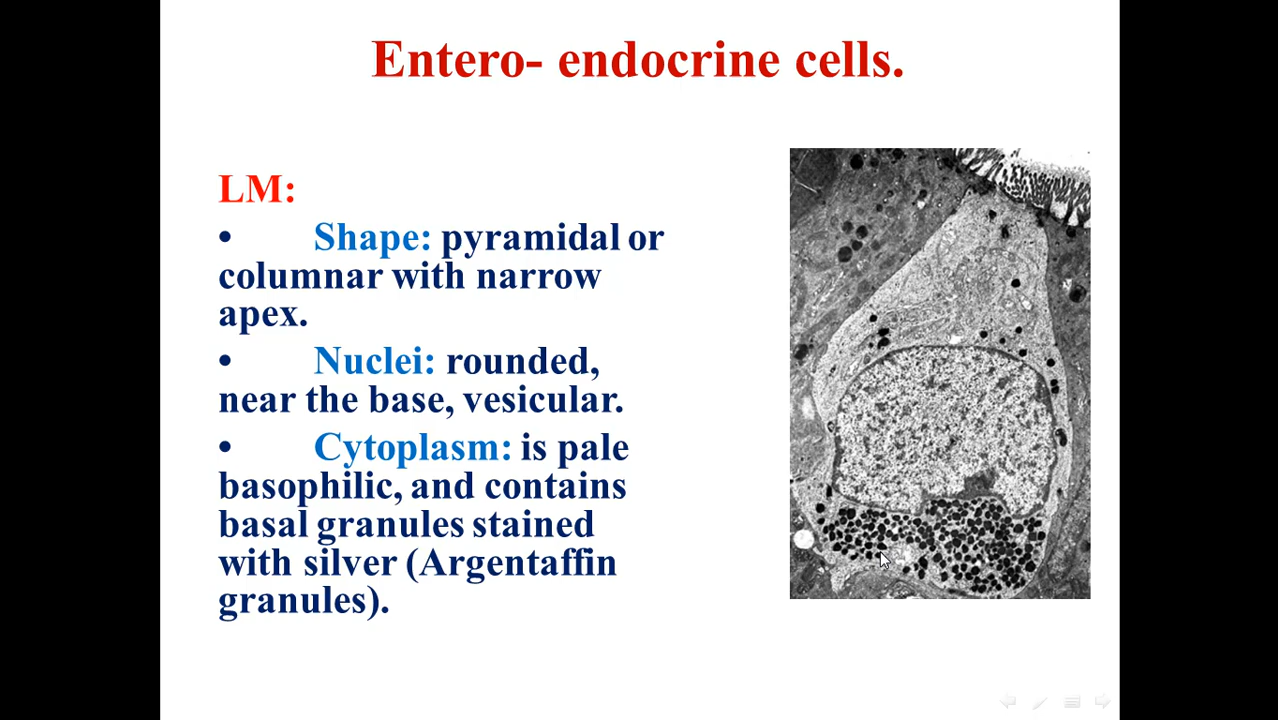 Entero- endocrine cells.
LM:
• Shape: pyramidal or
columnar with narrow
apex.
• Nuclei: rounded,
near the base, vesicular.
• Cytoplasm: is pale
basophilic, and contains
basal granules stained
with silver (Argentaffin
granules).